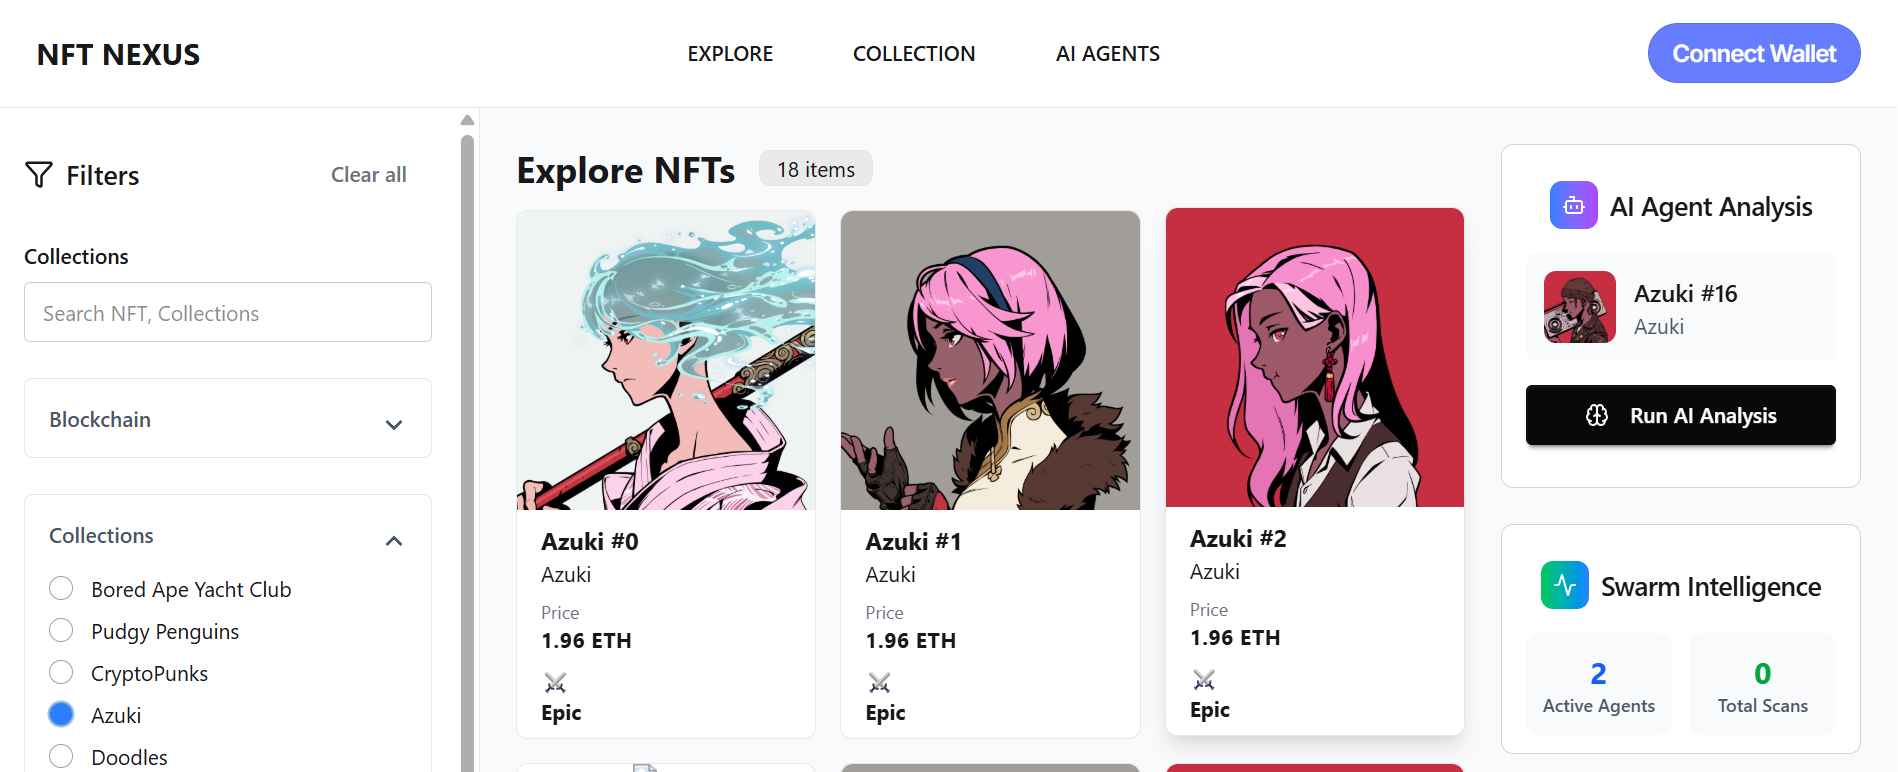 NFT NEXUS
EXPLORE
COLLECTION
AI AGENTS
Connect Wallet
Filters
Clear all
Collections
Search NFT, Collections
Blockchain
Collections
Bored Ape Yacht Club
Pudgy Penguins
CryptoPunks
Azuki
Doodles
Explore NFTs
18 items
Azuki #0
Azuki
Price
1.96 ETH
Epic
Azuki #1
Azuki
Price
1.96 ETH
Epic
Azuki #2
Azuki
Price
1.96 ETH
Epic
AI Agent Analysis
Azuki #16
Azuki
Run AI Analysis
Swarm Intelligence
2
Active Agents
0
Total Scans